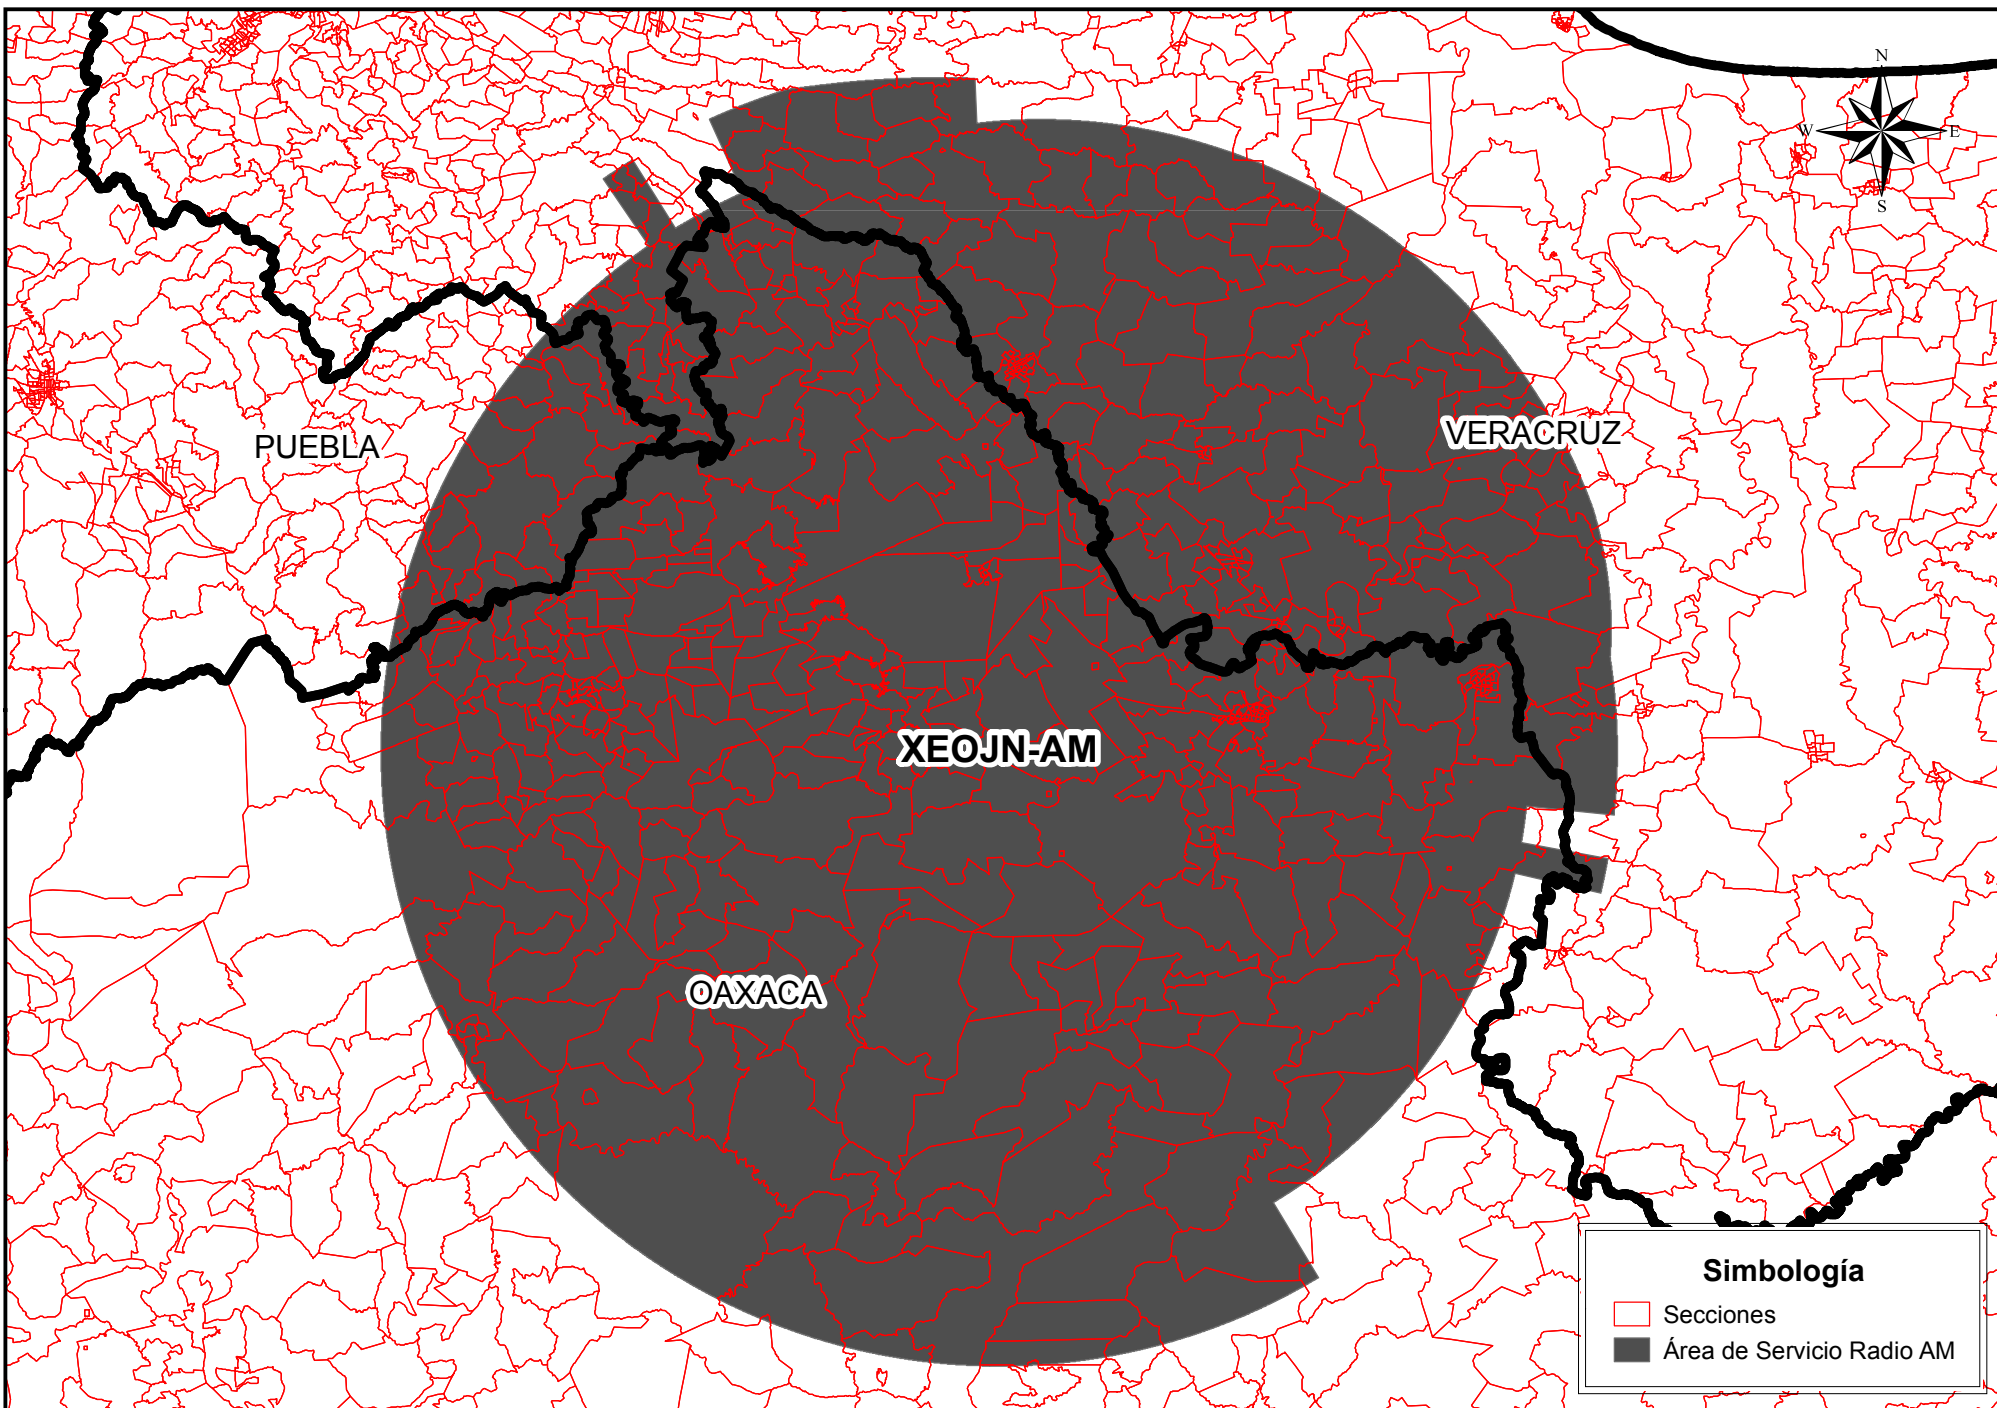 N
W E
S
PUEBLA
VERACRUZ
XEOJN-AM
OAXACA
Simbología
Secciones
Área de Servicio Radio AM